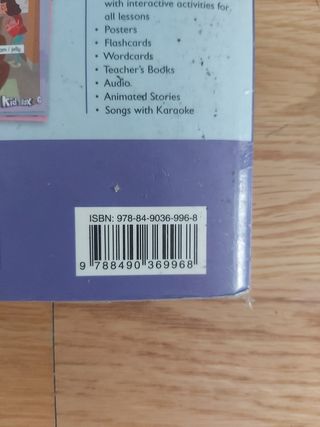 with interactive activities for
all lessons
• Posters
• Flashcards
• Wordcards
• Teacher's Books
• Audio
• Animated Stories
• Songs with Karaoke
ISBN: 978-84-9036-996-8
9 788490 369968